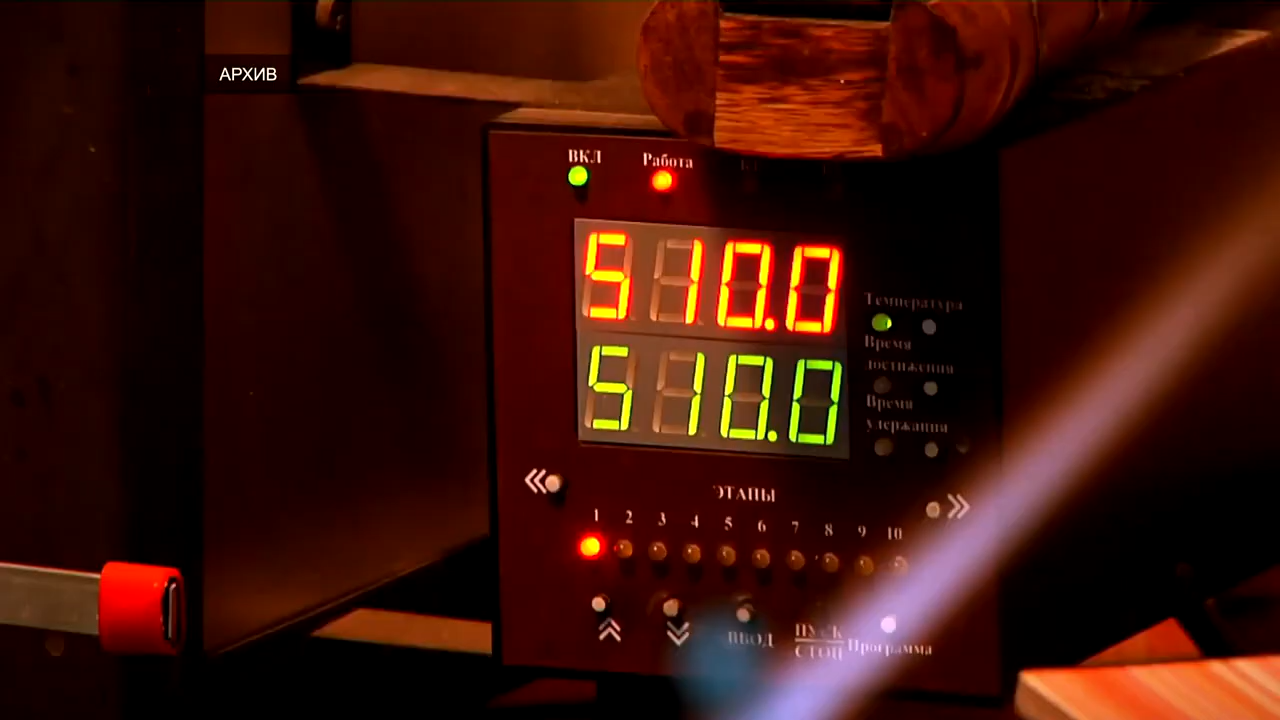 АРХИВ
ВКЛ Работа
510.0
510.0
Температура
Время
достижения
Время
удержания
ЭТАПЫ
1 2 3 4 5 6 7 8 9 10
ВВОД ПУСК
СТОП Программа